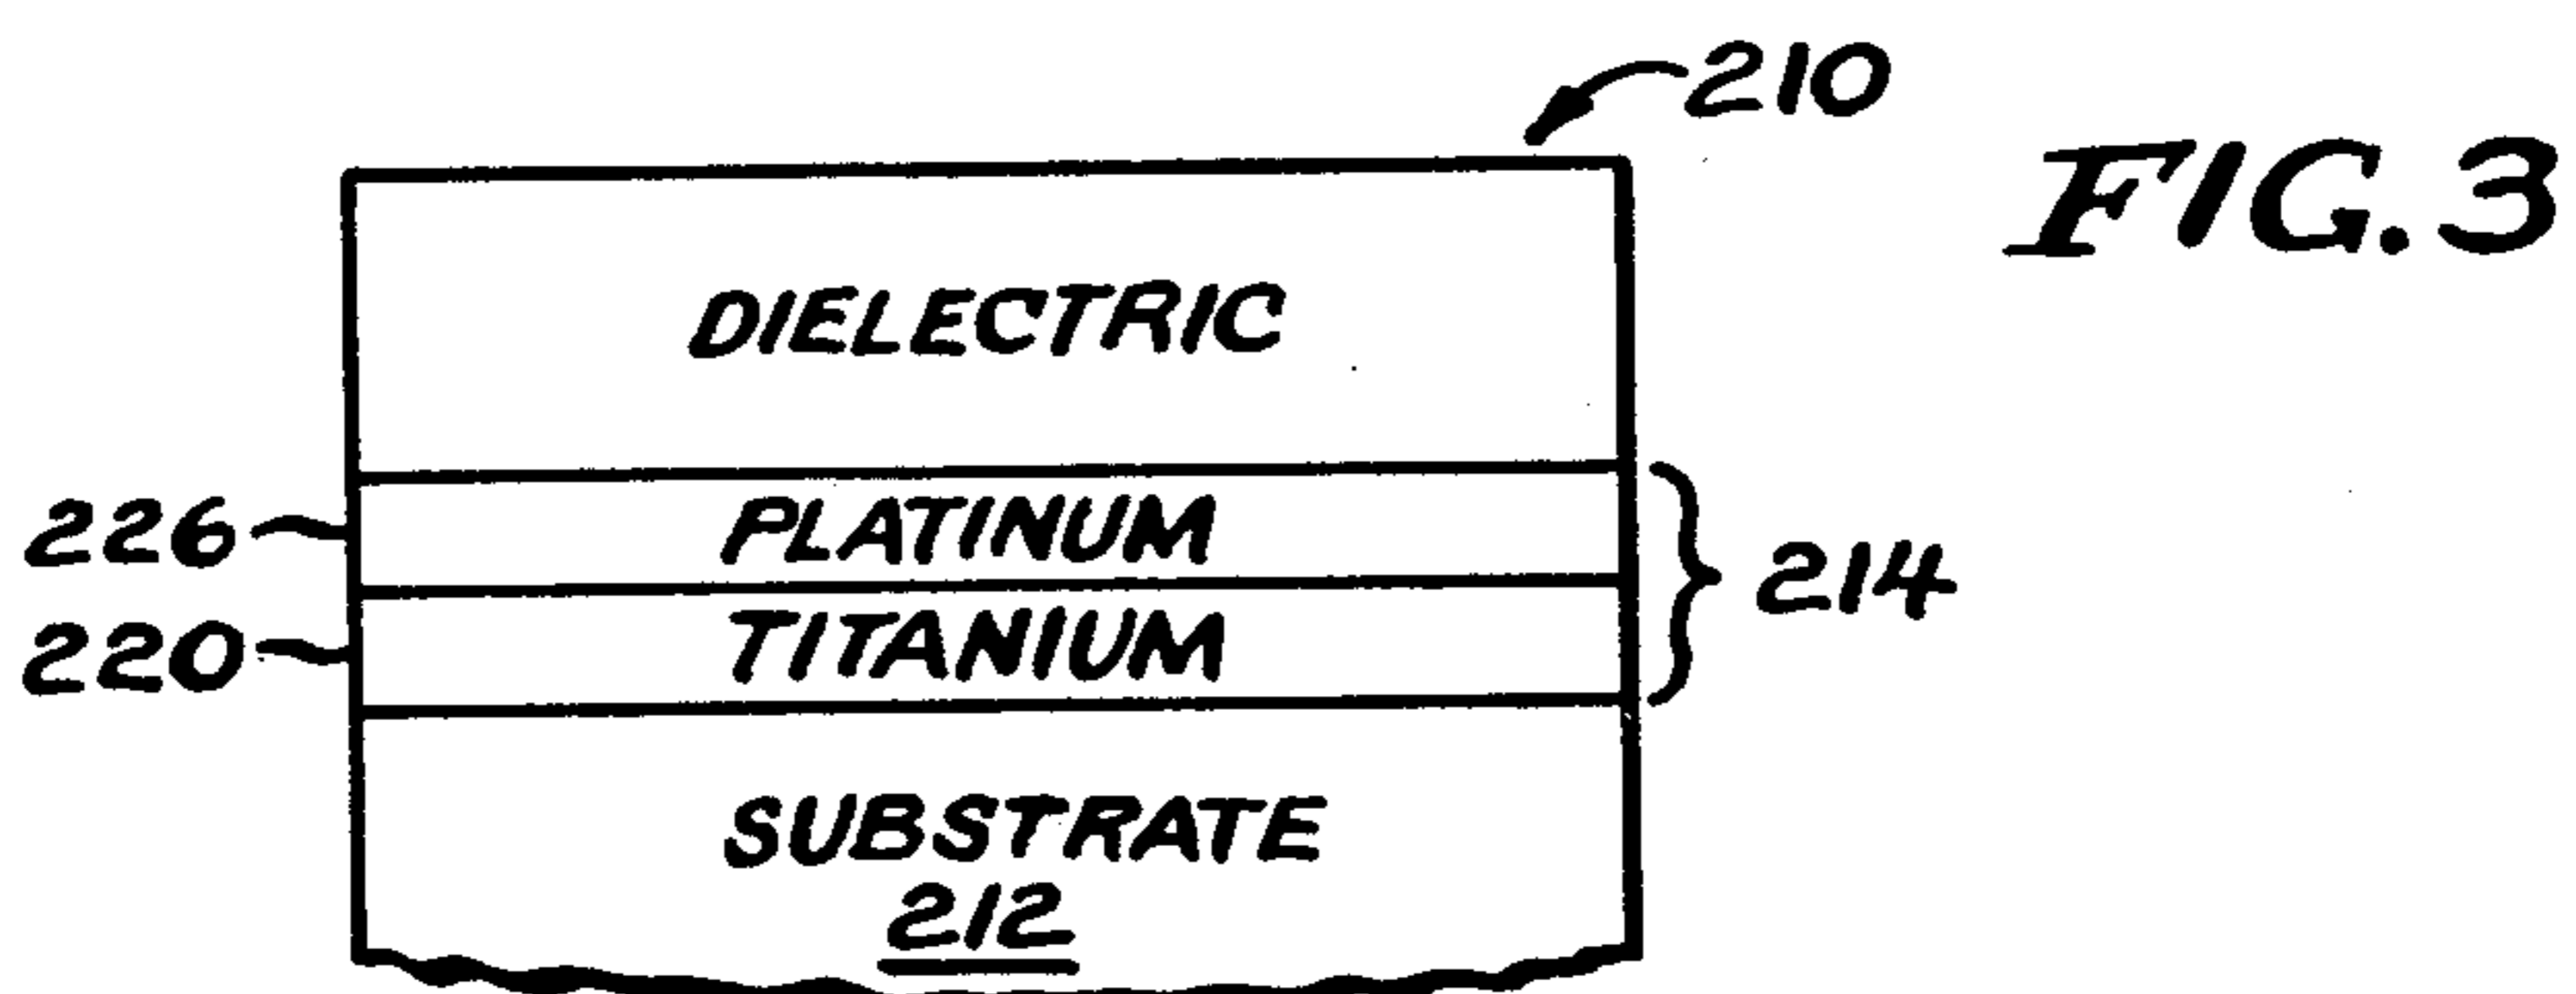 210
FIG. 3
DIELECTRIC
226
PLATINUM
214
220
TITANIUM
SUBSTRATE
212